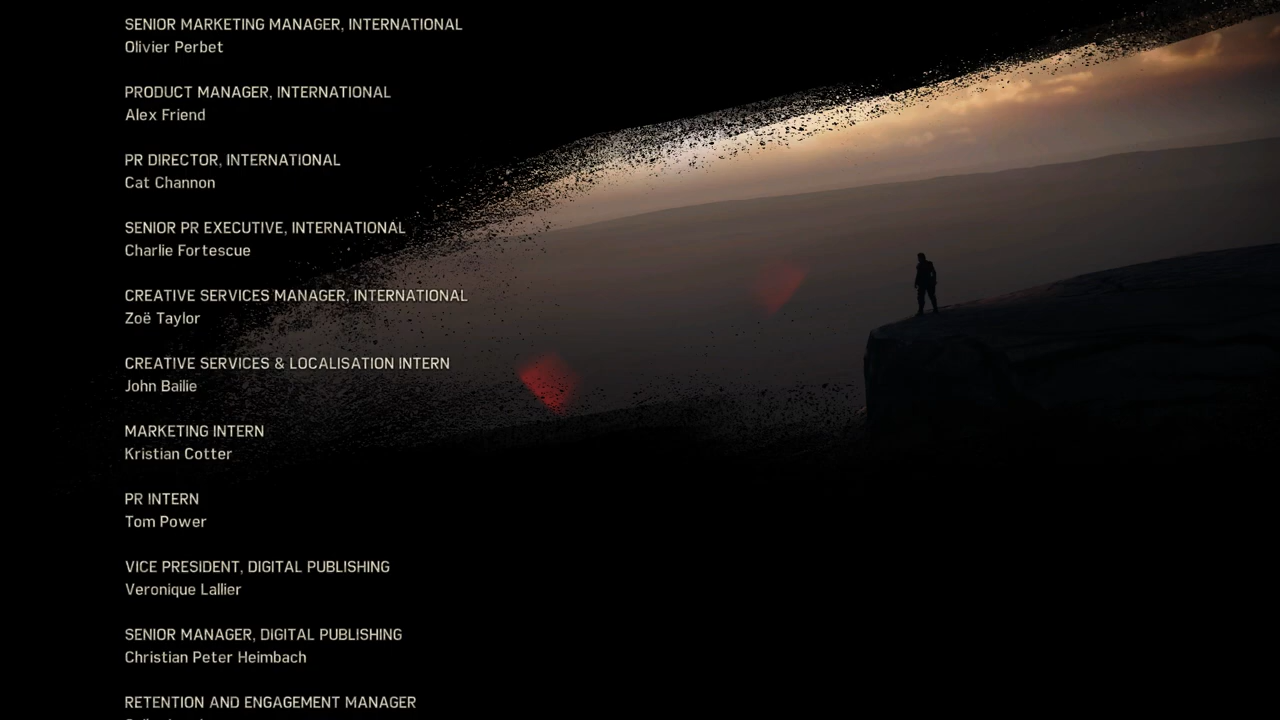 SENIOR MARKETING MANAGER, INTERNATIONAL
Olivier Perbet
PRODUCT MANAGER, INTERNATIONAL
Alex Friend
PR DIRECTOR, INTERNATIONAL
Cat Channon
SENIOR PR EXECUTIVE, INTERNATIONAL
Charlie Fortescue
CREATIVE SERVICES MANAGER, INTERNATIONAL
Zoë Taylor
CREATIVE SERVICES & LOCALISATION INTERN
John Bailie
MARKETING INTERN
Kristian Cotter
PR INTERN
Tom Power
VICE PRESIDENT, DIGITAL PUBLISHING
Veronique Lallier
SENIOR MANAGER, DIGITAL PUBLISHING
Christian Peter Heimbach
RETENTION AND ENGAGEMENT MANAGER